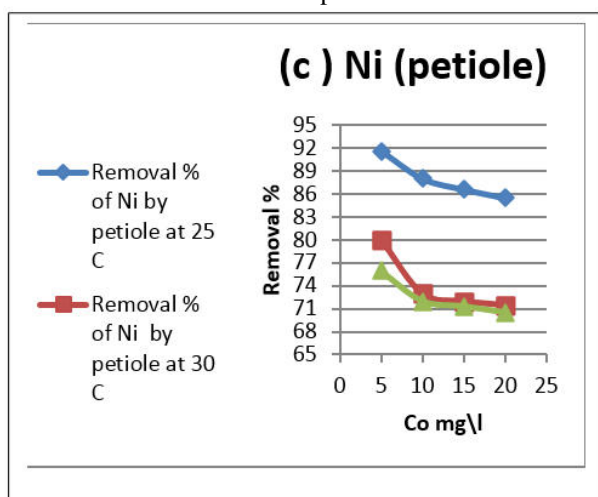 (c ) Ni (petiole)
Removal %
of Ni by
petiole at 25
C
Removal %
of Ni by
petiole at 30
C
Removal %
95
92
89
86
83
80
77
74
71
68
65
0 5 10 15 20 25
Co mg\l